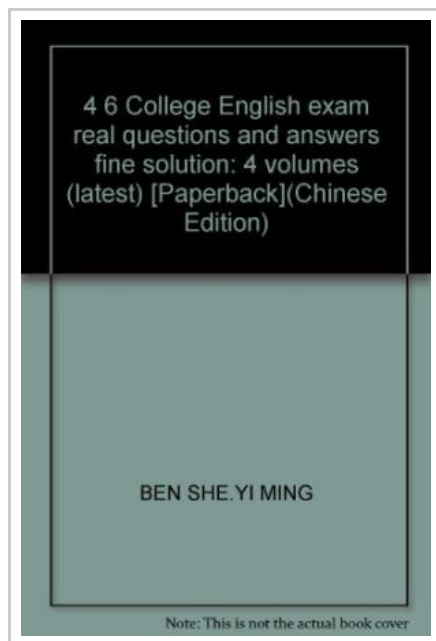 4 6 College English exam
real questions and answers
fine solution: 4 volumes
(latest) [Paperback](Chinese
Edition)
BEN SHE.YI MING
Note: This is not the actual book cover